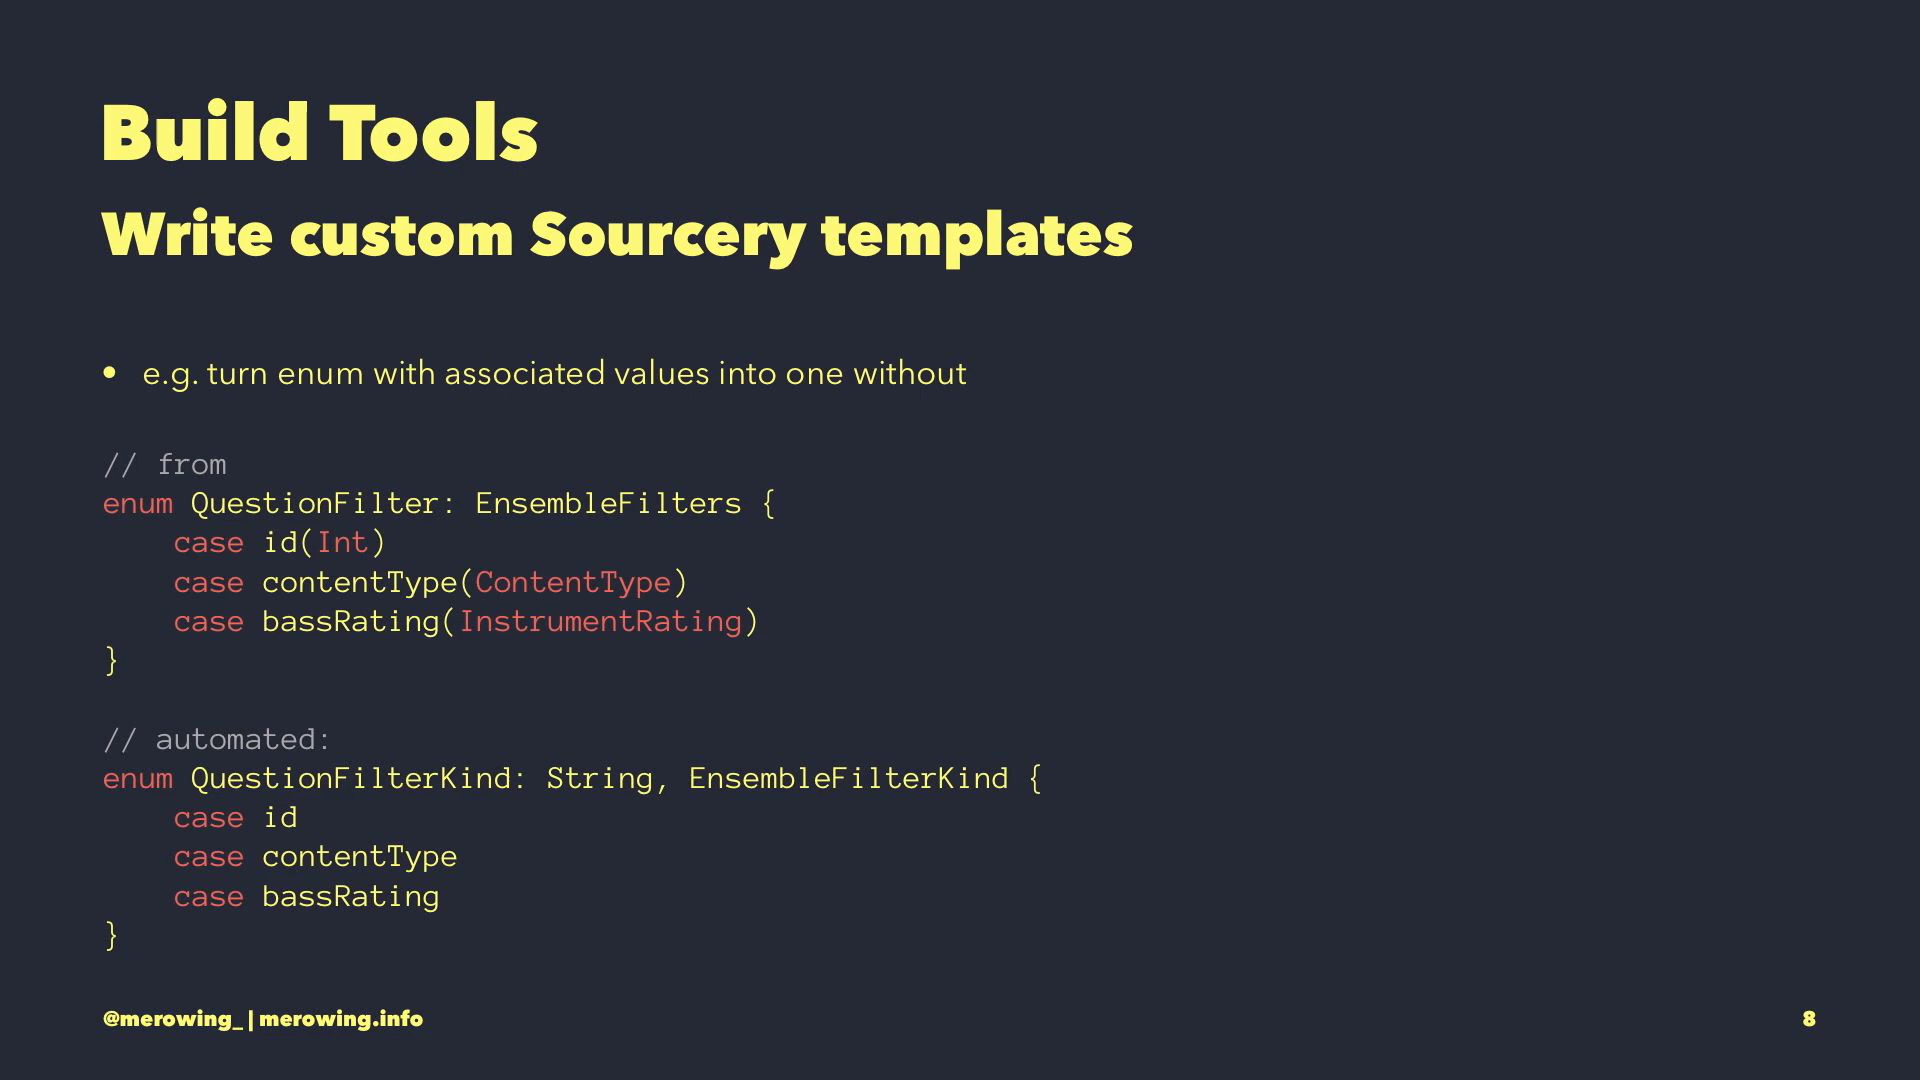 Build Tools
Write custom Sourcery templates
• e.g. turn enum with associated values into one without
// from
enum QuestionFilter: EnsembleFilters {
    case id(Int)
    case contentType(ContentType)
    case bassRating(InstrumentRating)
}
// automated:
enum QuestionFilterKind: String, EnsembleFilterKind {
    case id
    case contentType
    case bassRating
}
@merowing_ | merowing.info
8